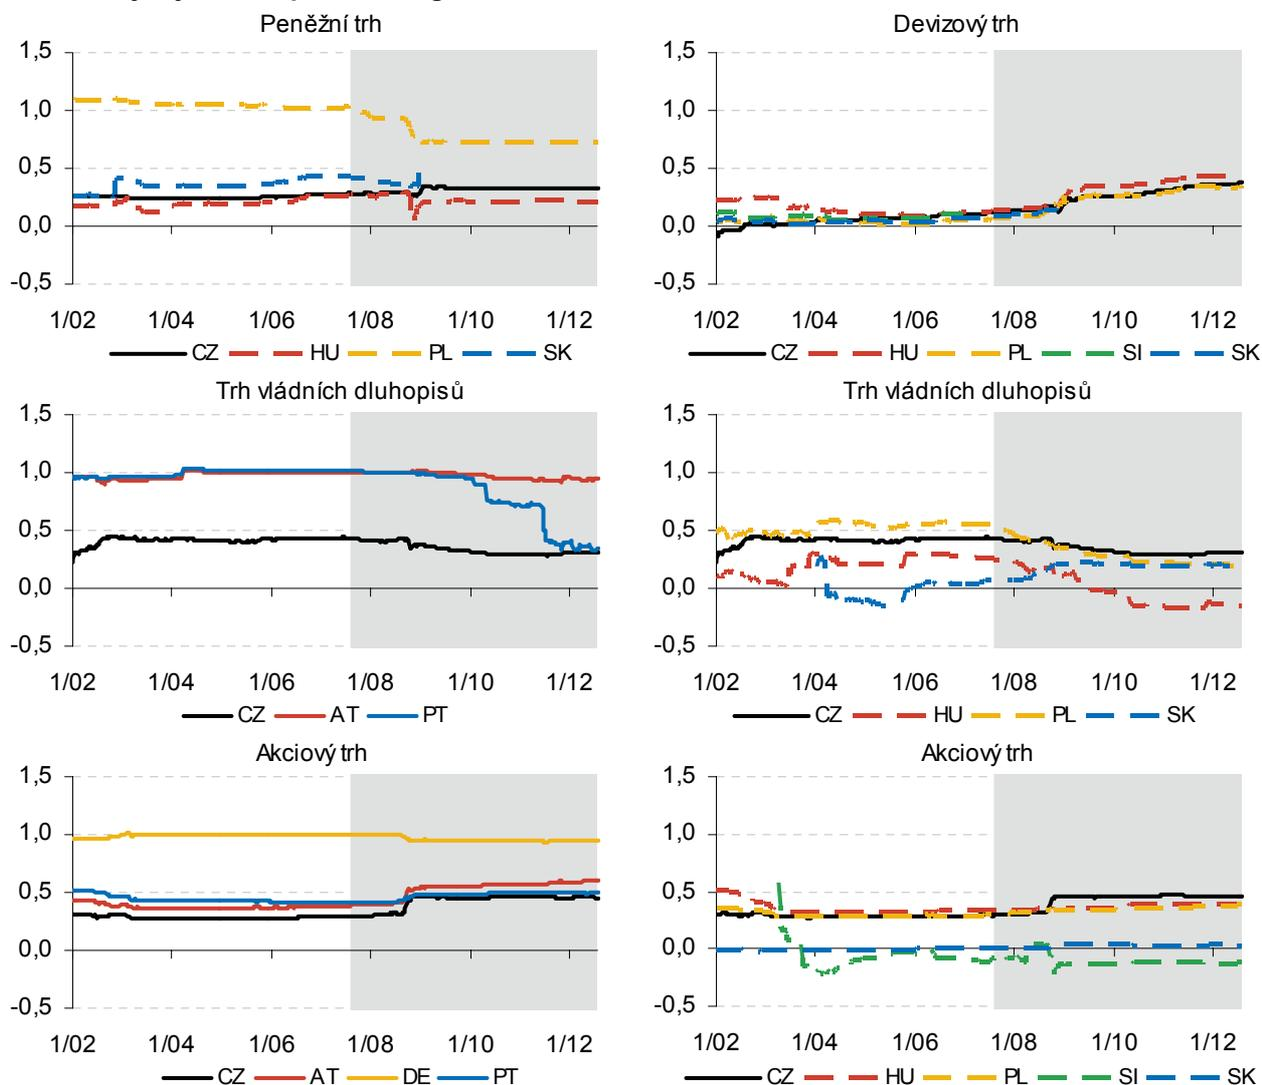 Peněžní trh
1,5
1,0
0,5
0,0
-0,5
1/02 1/04 1/06 1/08 1/10 1/12
CZ HU PL SK
Devizový trh
1,5
1,0
0,5
0,0
-0,5
1/02 1/04 1/06 1/08 1/10 1/12
CZ HU PL SI SK
Trh vládních dluhopisů
1,5
1,0
0,5
0,0
-0,5
1/02 1/04 1/06 1/08 1/10 1/12
CZ AT PT
Trh vládních dluhopisů
1,5
1,0
0,5
0,0
-0,5
1/02 1/04 1/06 1/08 1/10 1/12
CZ HU PL SK
Akciový trh
1,5
1,0
0,5
0,0
-0,5
1/02 1/04 1/06 1/08 1/10 1/12
CZ AT DE PT
Akciový trh
1,5
1,0
0,5
0,0
-0,5
1/02 1/04 1/06 1/08 1/10 1/12
CZ HU PL SI SK